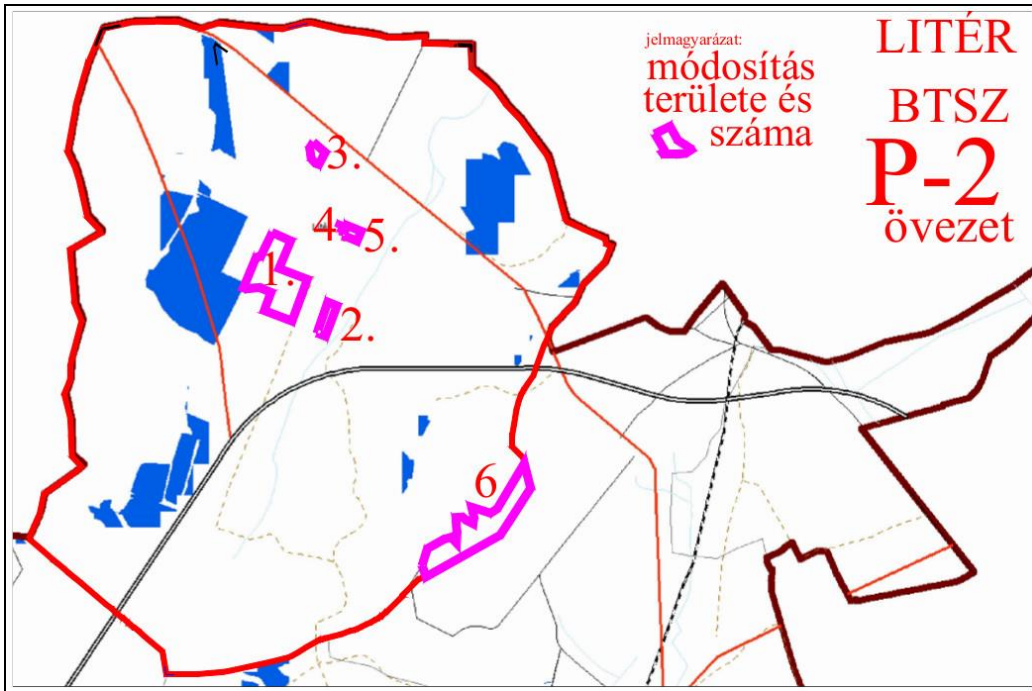 jelmagyarázat:
módosítás
területe és
száma
LITÉR
BTSZ
P-2
övezet
3.
4
5.
1.
2.
6